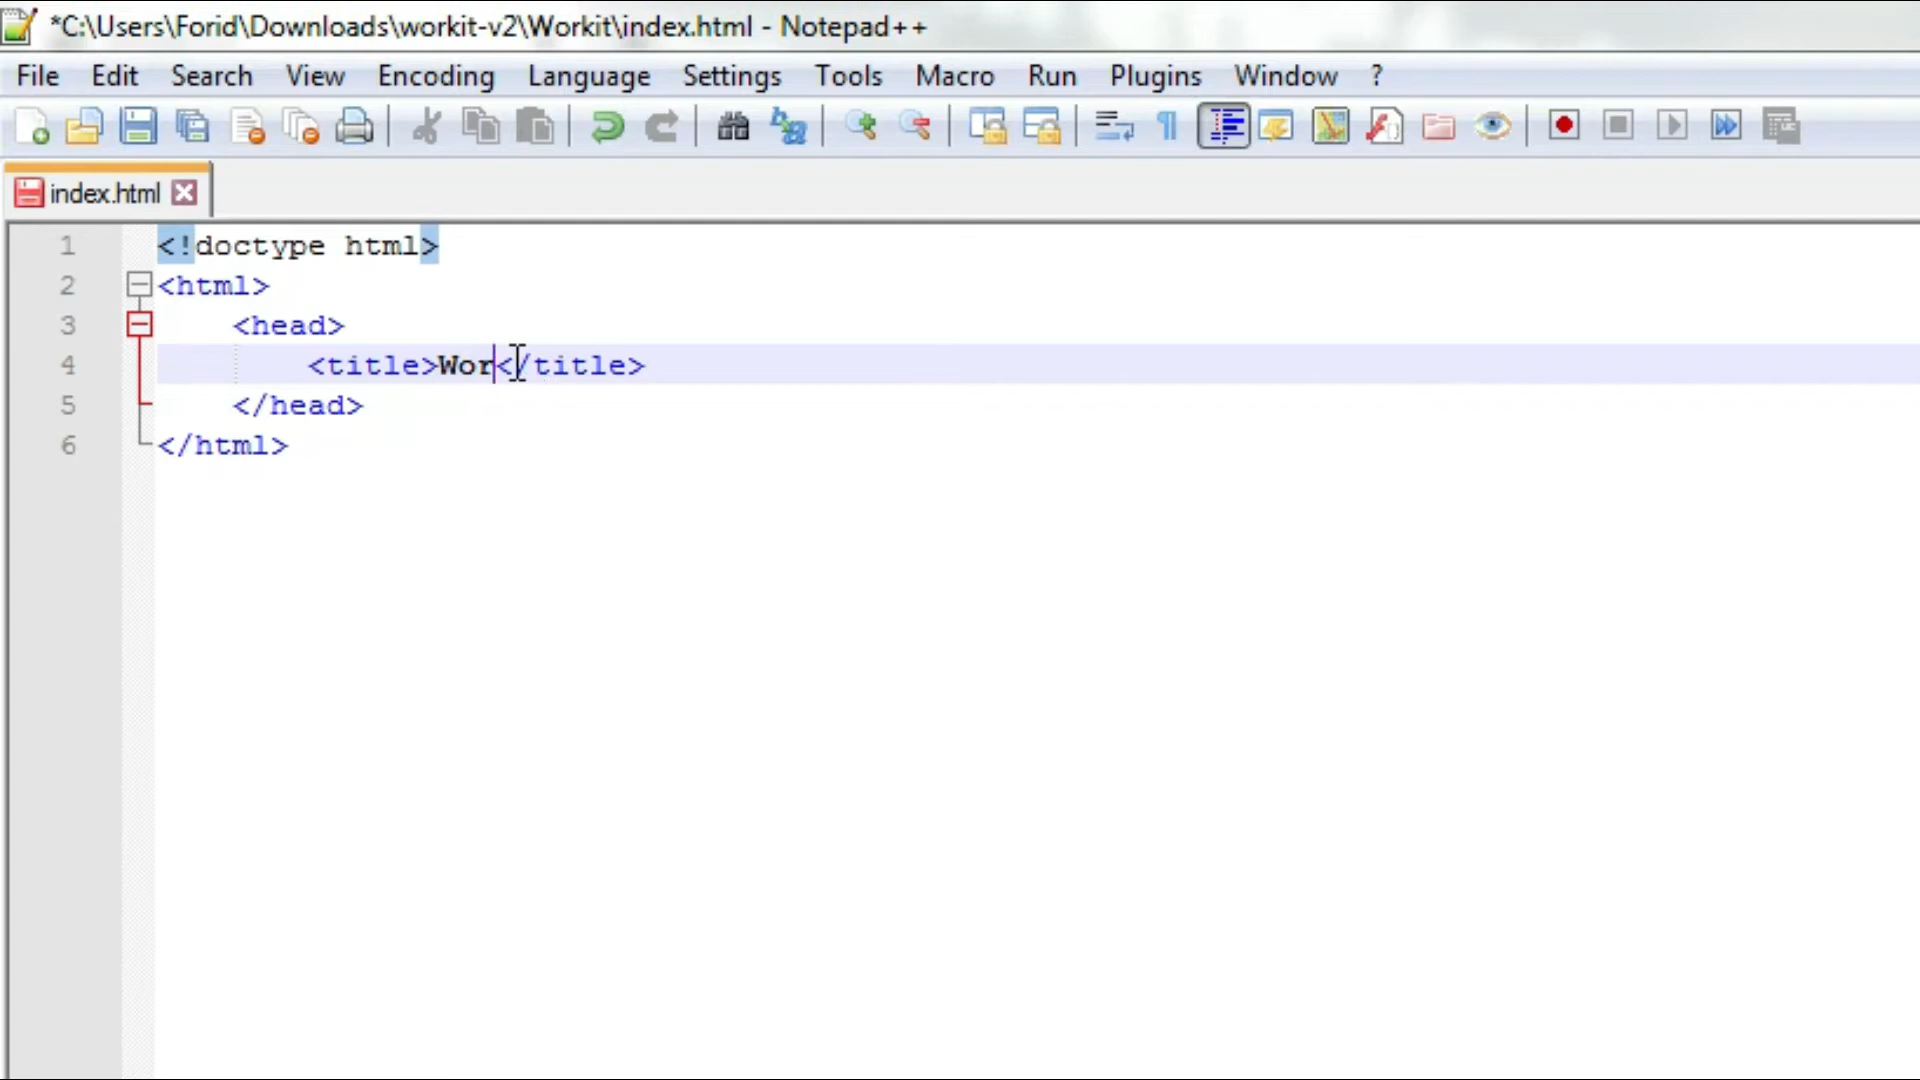 *C:\Users\Forid\Downloads\workit-v2\Workit\index.html - Notepad++
File Edit Search View Encoding Language Settings Tools Macro Run Plugins Window ?
index.html
1 <!doctype html>
2 <html>
3 <head>
4 <title>Wor</title>
5 </head>
6 </html>